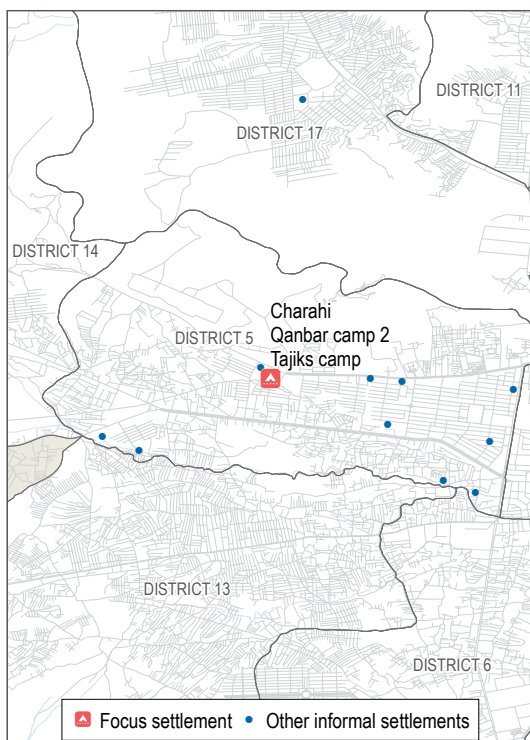 DISTRICT 11
DISTRICT 17
DISTRICT 14
Charahi
Qanbar camp 2
Tajiks camp
DISTRICT 5
DISTRICT 13
DISTRICT 6
Focus settlement
Other informal settlements